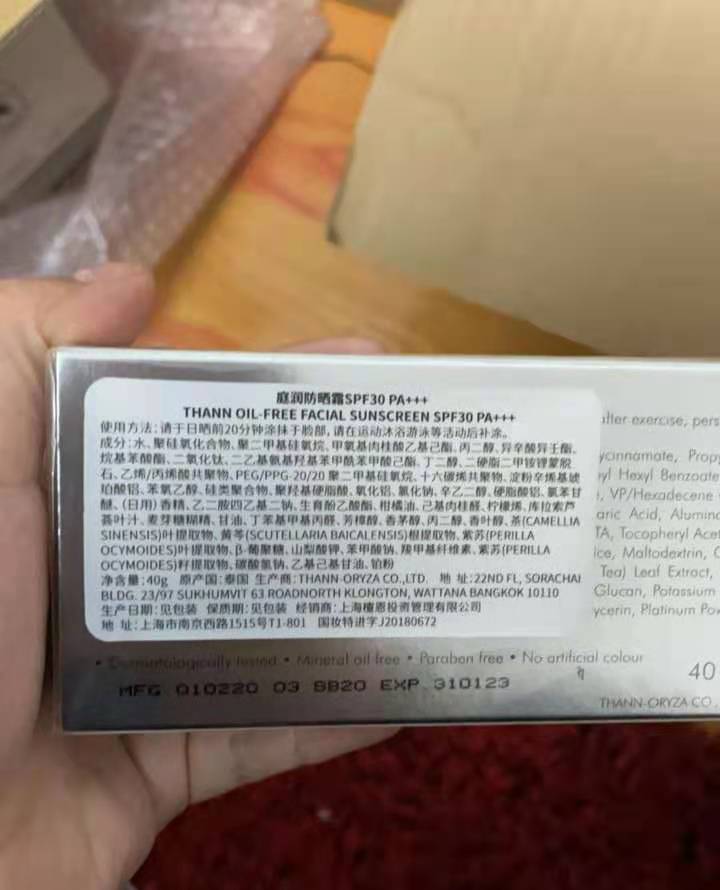 庭润防晒霜SPF30 PA+++
THANN OIL-FREE FACIAL SUNSCREEN SPF30 PA+++
使用方法:请于日晒前20分钟涂抹于脸部,请在运动沐浴游泳等活动后补涂。
成分:水、聚硅氧化合物、聚二甲基硅氧烷、甲氧基肉桂酸乙基己酯、丙二醇、异辛酸异壬酯、
烷基苯酸酯、二氧化钛、二乙氨基羟基苯甲酰苯甲酸己酯、丁二醇、二硬脂二甲铵锂蒙脱
石、乙烯/丙烯酸共聚物、PEG/PPG-20/20 聚二甲基硅氧烷、十六碳烯共聚物、淀粉辛烯基琥
珀酸铝、苯氧乙醇、硅类聚合物、聚羟基硬脂酸、氧化铝、氯化钠、辛乙二醇、硬脂酸铝、氯苯甘
醚、(日用)香精、乙二胺四乙基二钠、生育酚乙酸酯、柑橘油、己基肉桂醛、柠檬烯、库拉索芦
荟叶汁、麦芽糖糊精、甘油、丁苯基甲基丙醛、芳樟醇、香茅醇、丙二醇、香叶醇、茶(CAMELLIA
SINENSIS)叶提取物、黄芩(SCUTELLARIA BAICALENSIS)根提取物、紫苏(PERILLA
OCYMOIDES)叶提取物、β-葡聚糖、山梨酸钾、苯甲酸钠、羧甲基纤维素、紫苏(PERILLA
OCYMOIDES)籽提取物、碳酸氢钠、乙基己基甘油、铂粉
净含量:40g 原产国:泰国 生产商:THANN-ORYZA CO.,LTD. 地 址:22ND FL, SORACHAI
BLDG. 23/97 SUKHUMVIT 63 ROADNORTH KLONGTON, WATTANA BANGKOK 10110
生产日期:见包装 保质期:见包装 经销商:上海檀恩投资管理有限公司
地 址:上海市南京西路1515号T1-801 国妆特进字J20180672
after exercise, pers
ycinnamate, Propy
yl Hexyl Benzoate
, VP/Hexadecene
aric Acid, Alumina
TA, Tocopheryl Acet
ice, Maltodextrin, C
Tea) Leaf Extract,
Glucan, Potassium
ycerin, Platinum Pow
• Dermatologically tested • Mineral oil free • Paraben free • No artificial colour
MFG 010220 03 SB20 EXP 310123
40
THANN-ORYZA CO.,